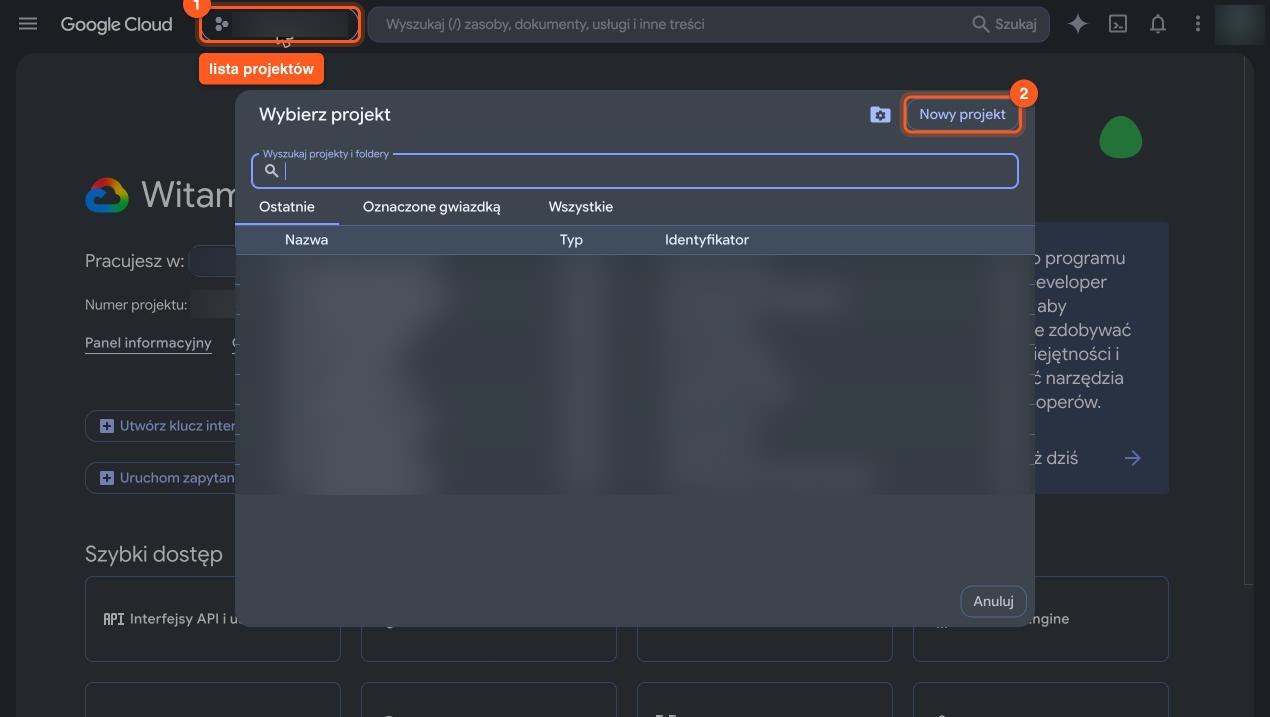 1
Google Cloud
Wyszukaj (/) zasoby, dokumenty, usługi i inne treści
Szukaj
lista projektów
Wybierz projekt
2
Nowy projekt
Wyszukaj projekty i foldery
Ostatnie
Oznaczone gwiazdką
Wszystkie
Nazwa
Typ
Identyfikator
Anuluj
Witam
Pracujesz w:
Numer projektu:
Panel informacyjny
Utwórz klucz inter
Uruchom zapytan
programu
eveloper
aby
e zdobywać
iejętności i
ć narzędzia
operów.
ż dziś
Szybki dostęp
API Interfejsy API i u
ngine